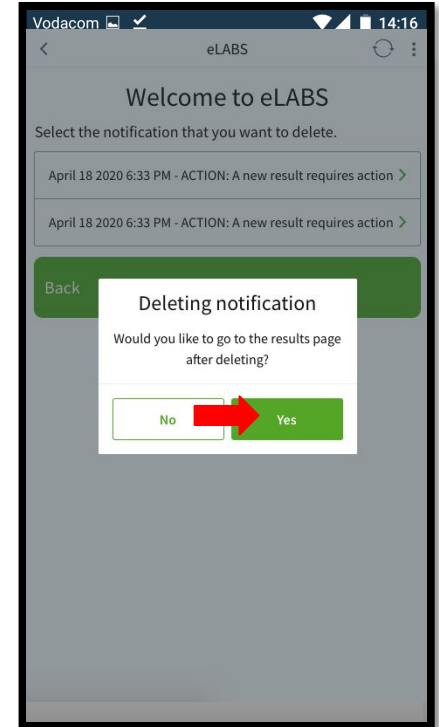 Vodacom 14:16
eLABS
Welcome to eLABS
Select the notification that you want to delete.
April 18 2020 6:33 PM - ACTION: A new result requires action
April 18 2020 6:33 PM - ACTION: A new result requires action
Back
Deleting notification
Would you like to go to the results page
after deleting?
No Yes